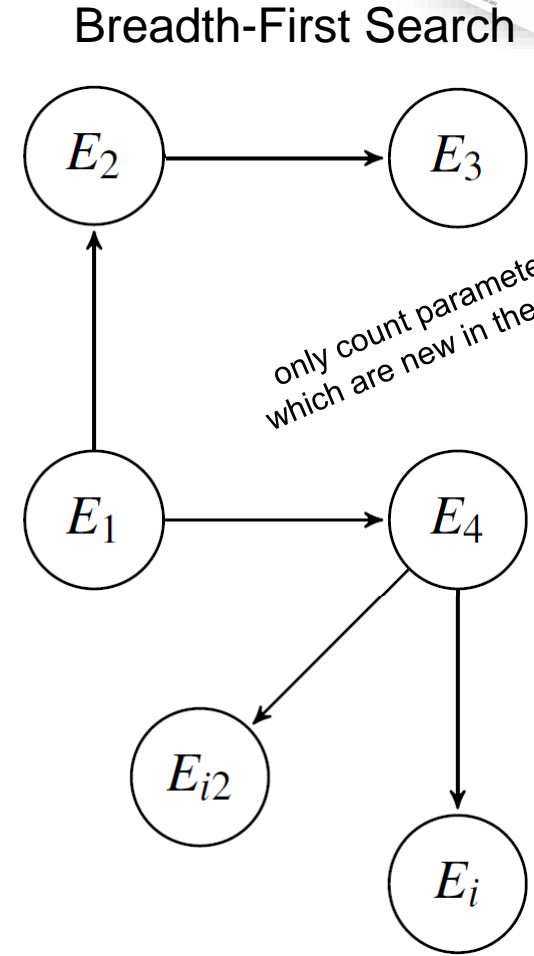 Breadth-First Search
E2
E3
only count paramete
which are new in the
E1
E4
Ei2
Ei